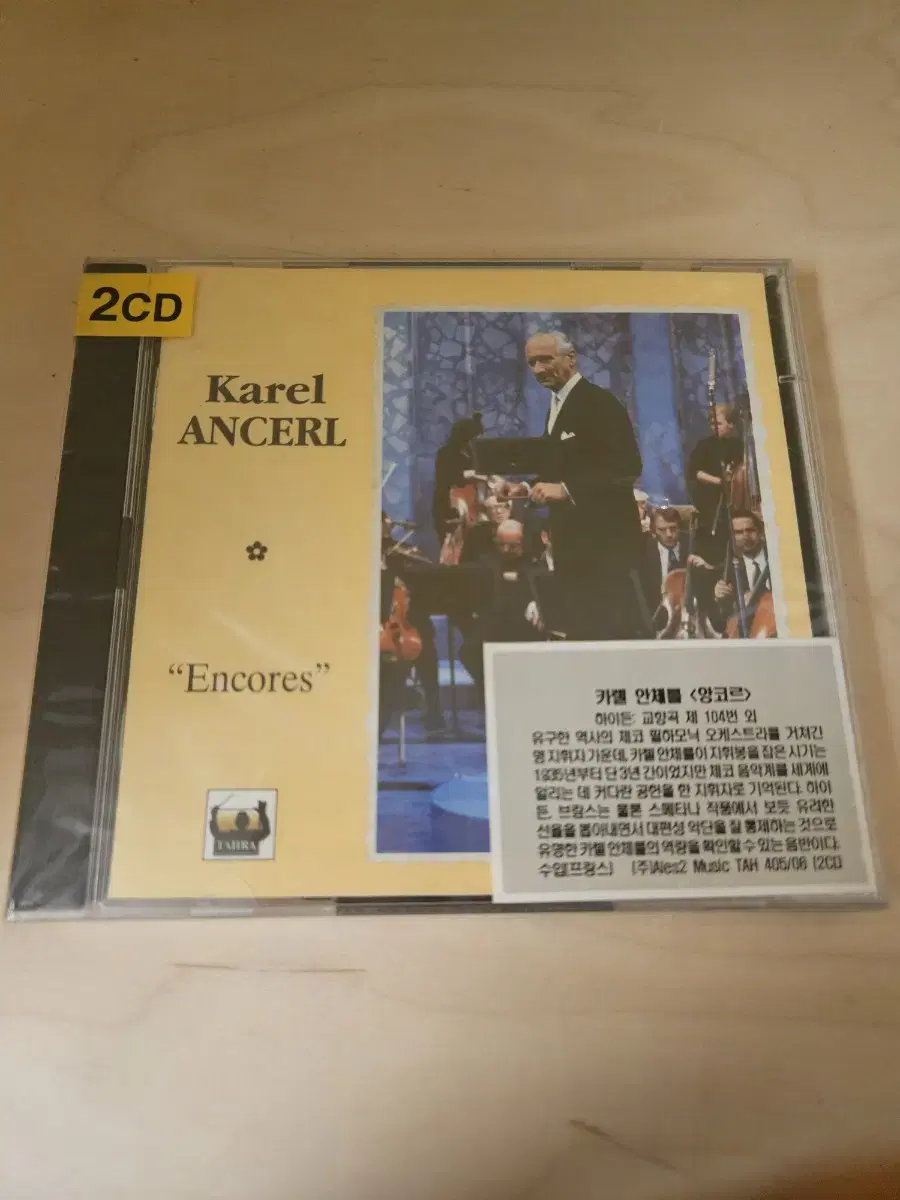 2CD
Karel
ANCERL
“Encores”
TAHRA
카렐 안체를 <앙코르>
하이든: 교향곡 제 104번 외
유구한 역사의 체코 필하모닉 오케스트라를 거쳐간
명 지휘자 가운데, 카렐 안체를이 지휘봉을 잡은 시기는
1935년부터 단 3년 간이었지만 체코 음악계를 세계에
알리는 데 커다란 공헌을 한 지휘자로 기억된다. 하이
든, 브람스는 물론 스메타나 작품에서 보듯 유려한
선율을 뽑아내면서 대편성 악단을 잘 통제하는 것으로
유명한 카렐 안체를의 역량을 확인할 수 있는 음반이다.
수입(프랑스) (주)Ales2 Music TAH 405/06 (2CD)